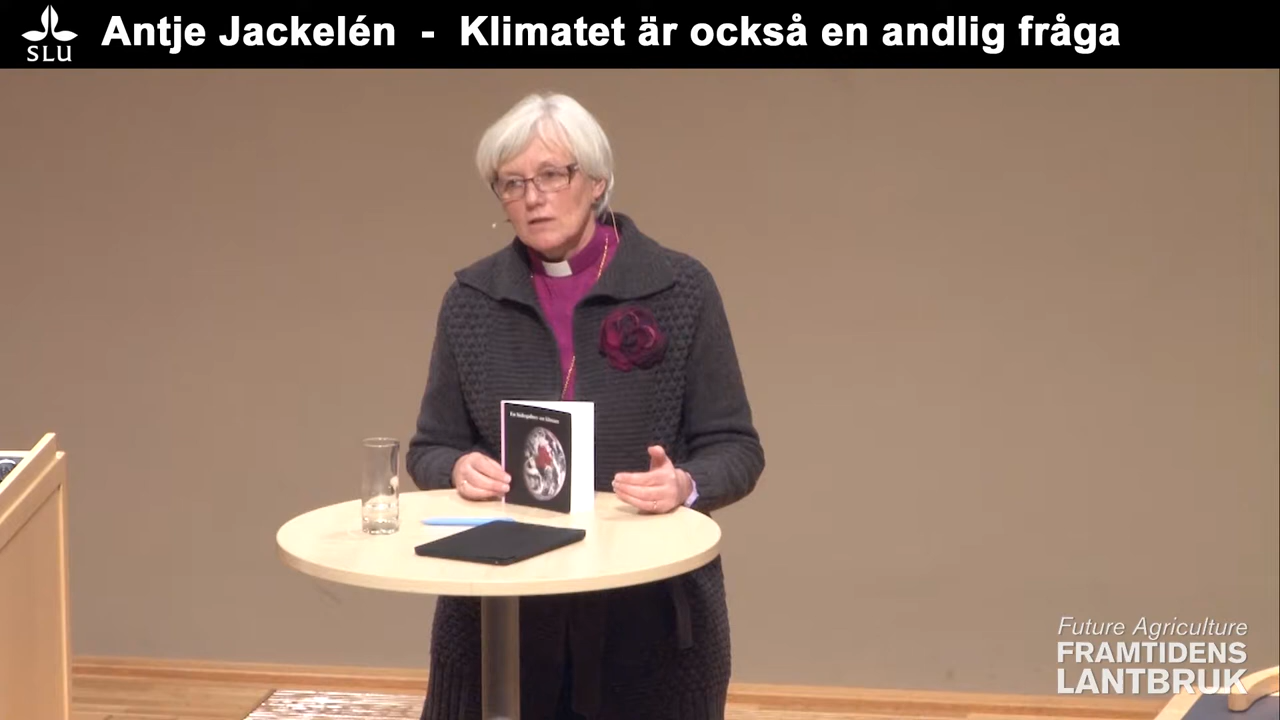 SLU
Antje Jackelén - Klimatet är också en andlig fråga
Future Agriculture
FRAMTIDENS
LANTBRUK